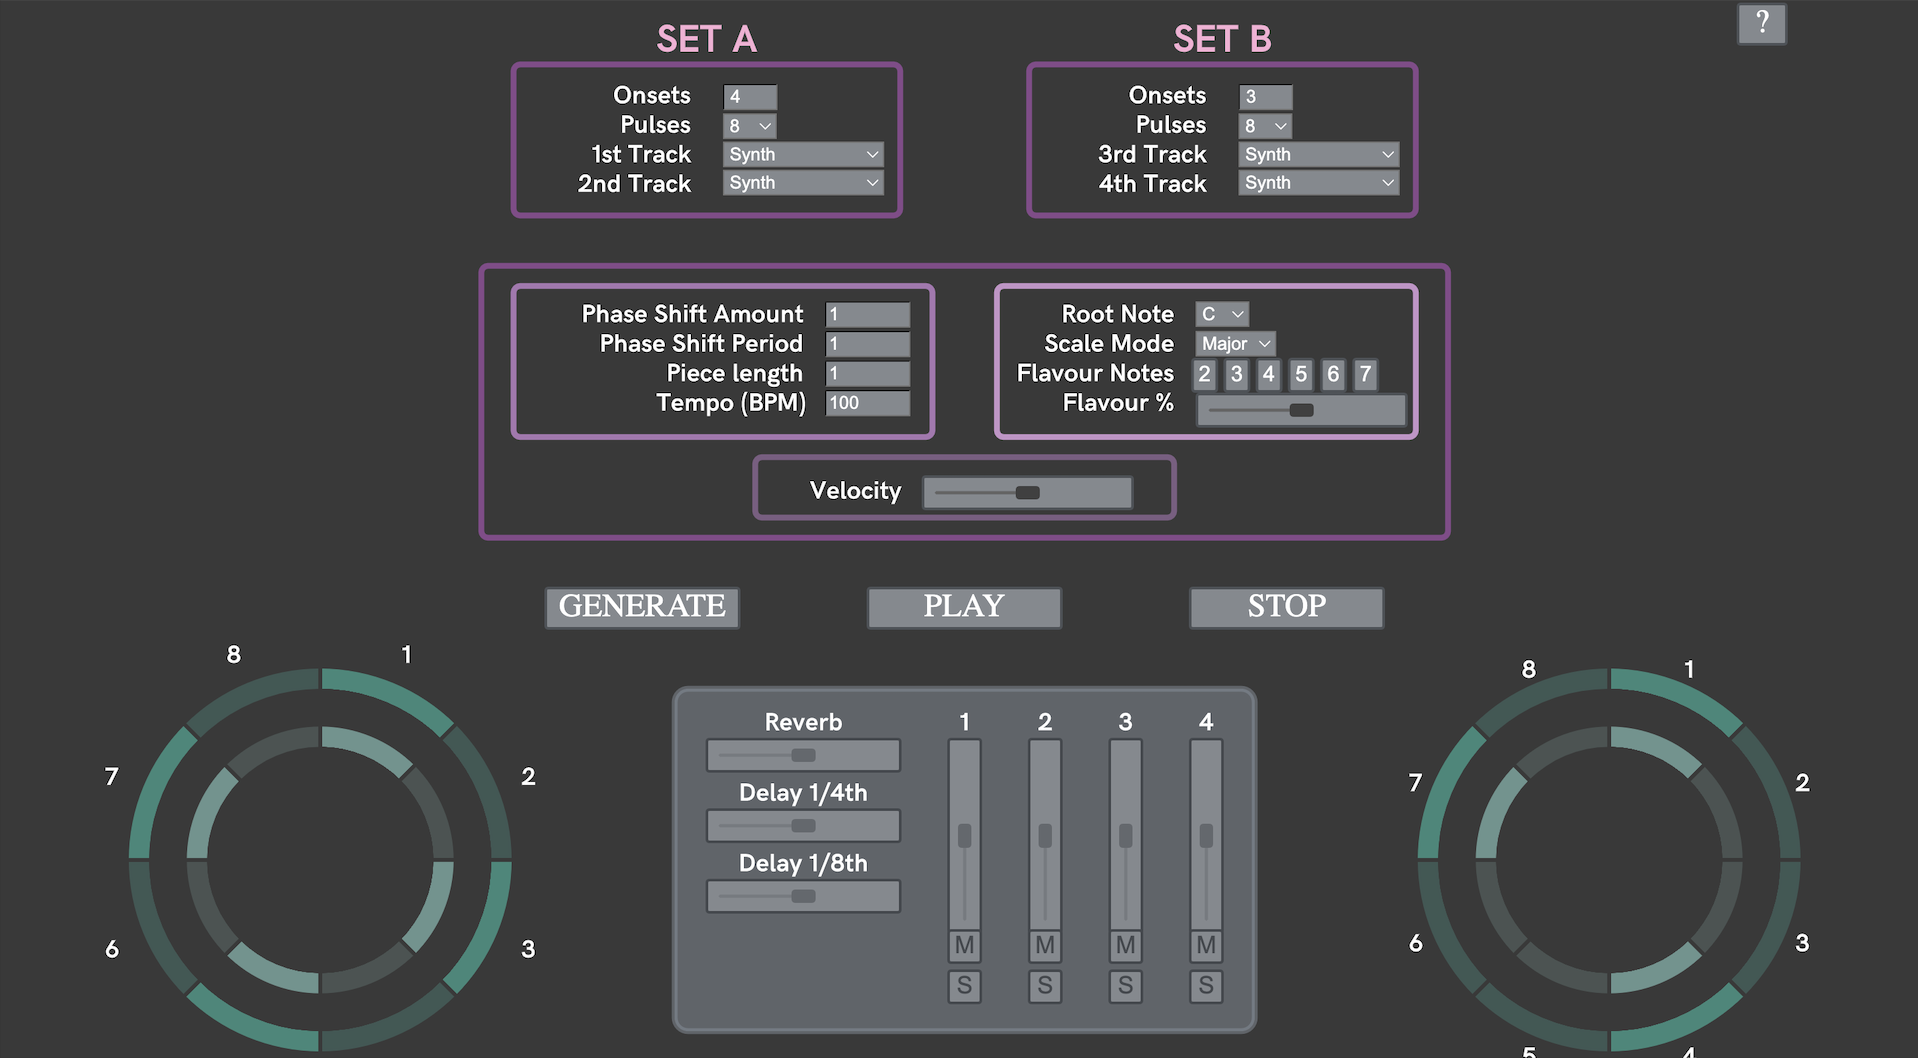 SET A
SET B
?
Onsets 4
Pulses 8
1st Track Synth
2nd Track Synth
Onsets 3
Pulses 8
3rd Track Synth
4th Track Synth
Phase Shift Amount 1
Phase Shift Period 1
Piece length 1
Tempo (BPM) 100
Root Note C
Scale Mode Major
Flavour Notes 2 3 4 5 6 7
Flavour %
Velocity
GENERATE PLAY STOP
8 1
7 2
6 3
Reverb
Delay 1/4th
Delay 1/8th
1 2 3 4
M M M M
S S S S
8 1
7 2
6 3
5 4